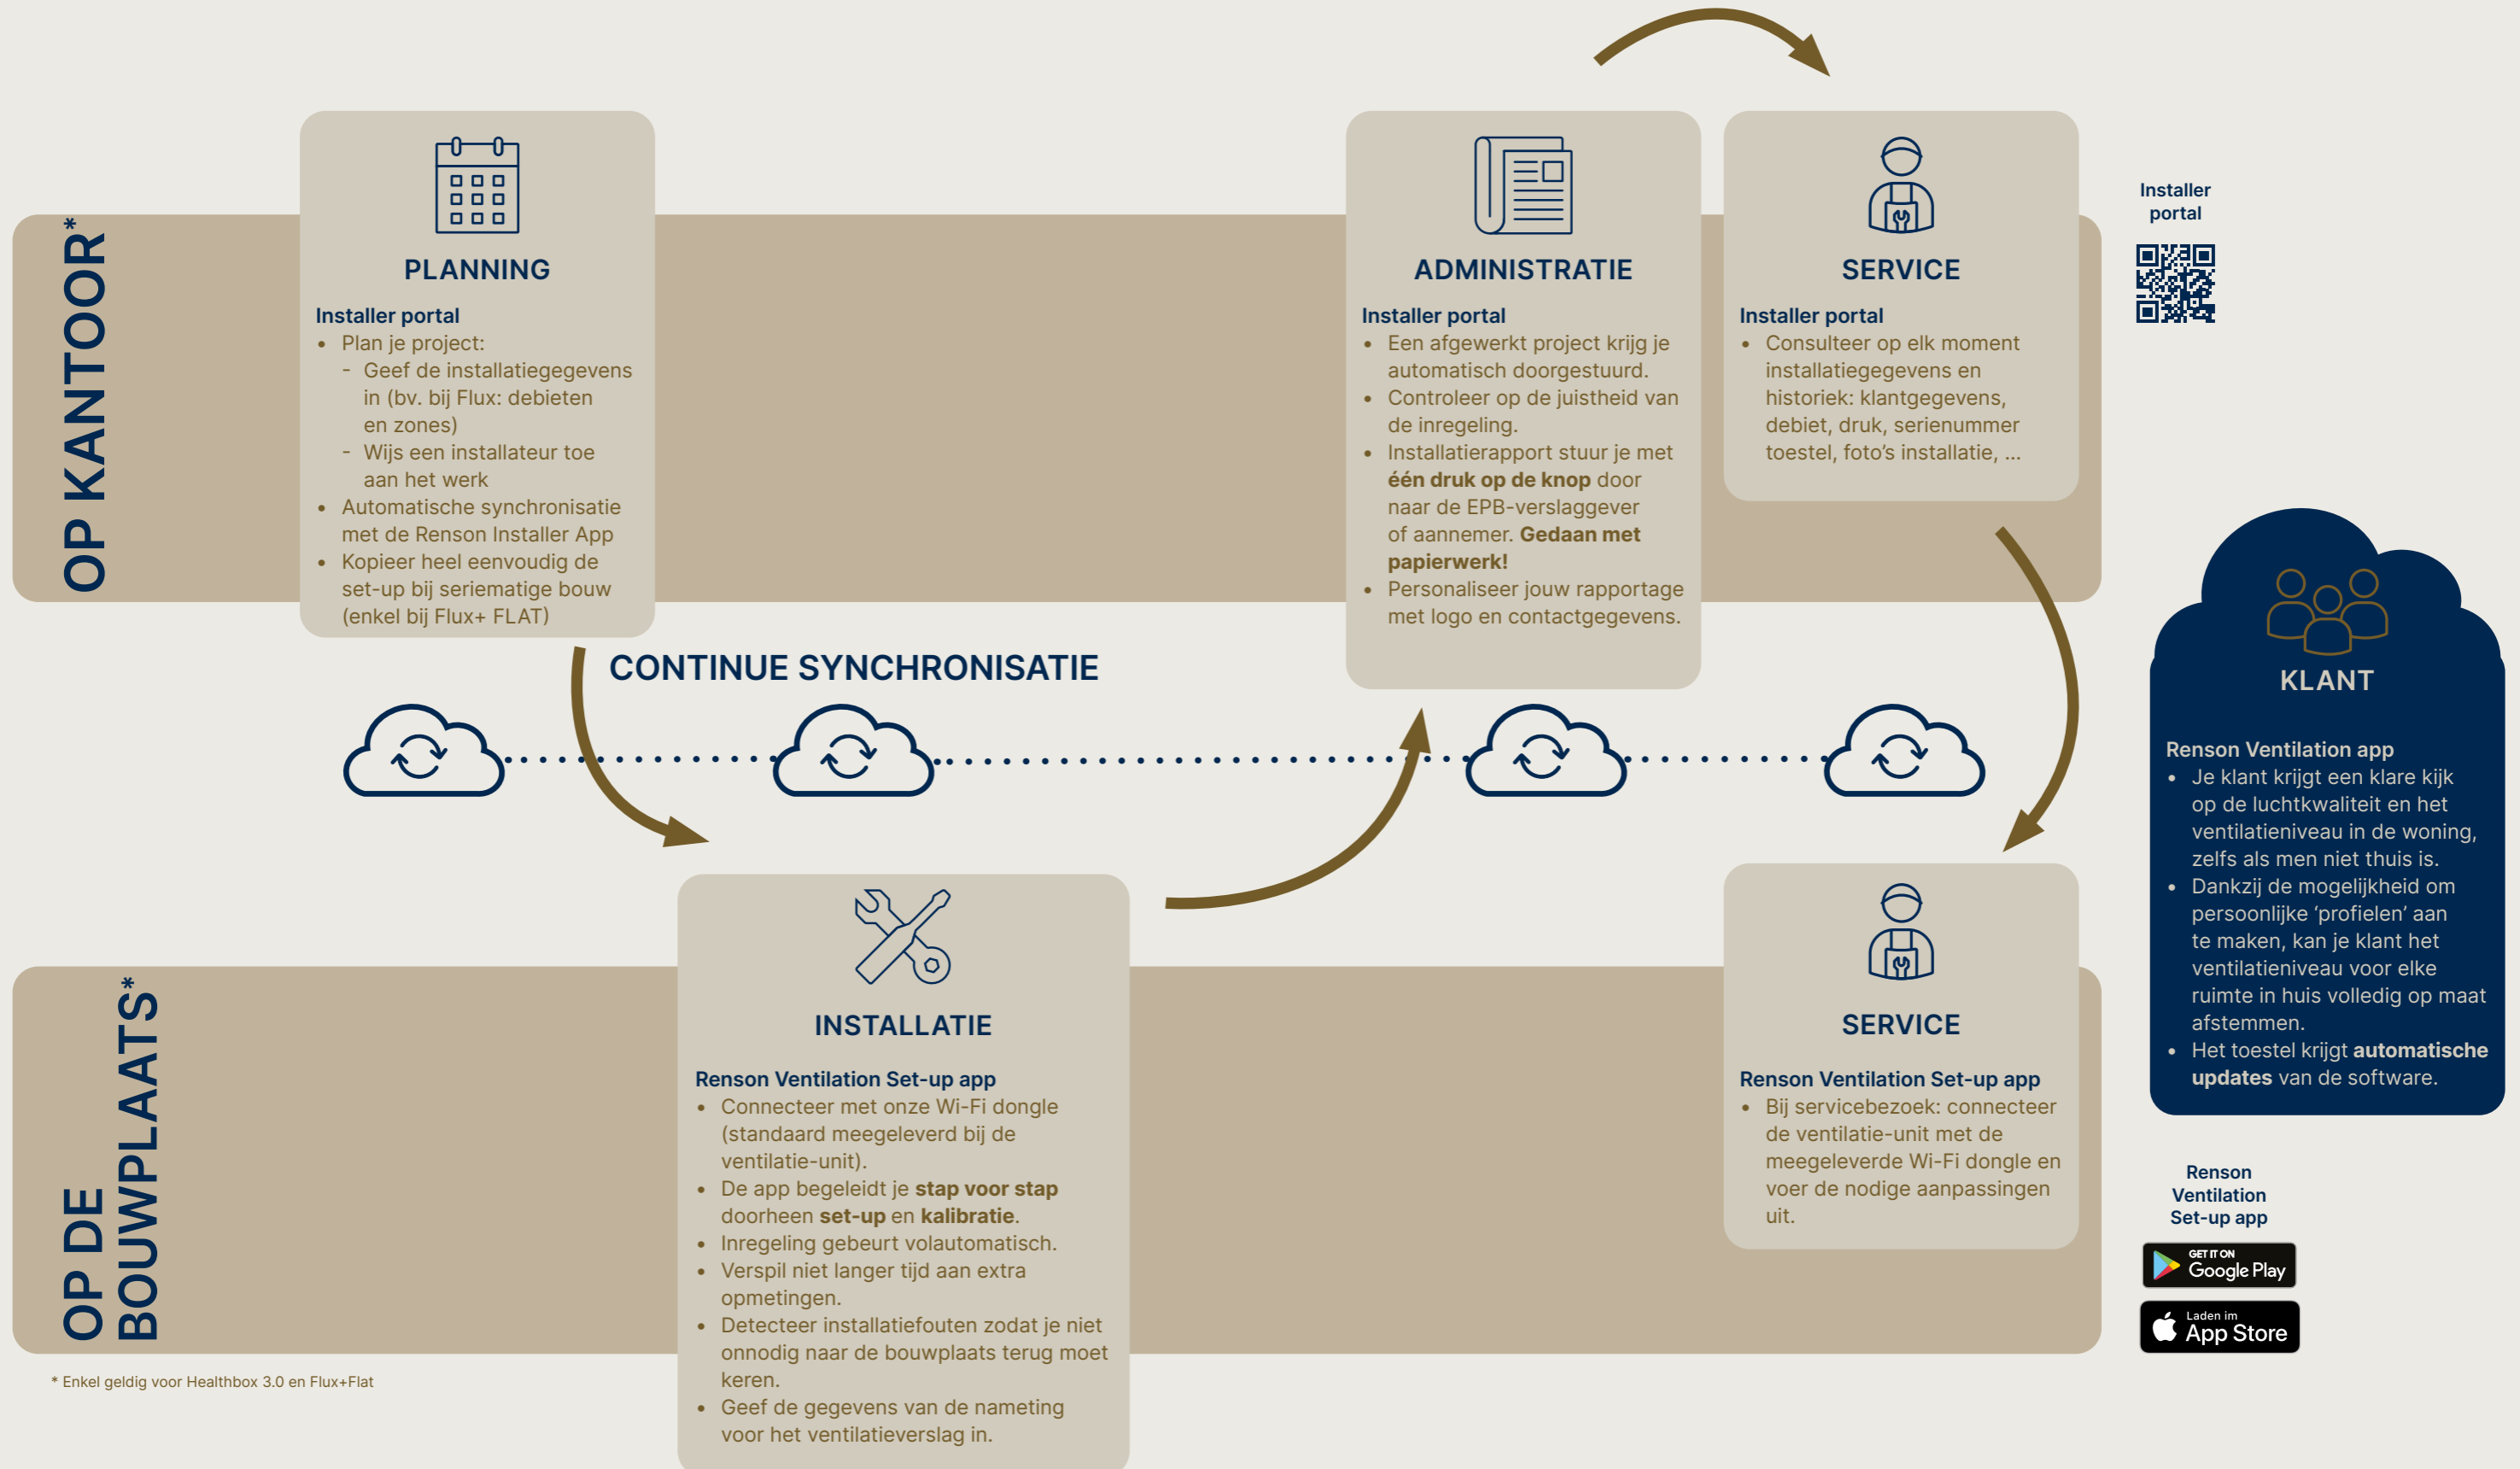 OP KANTOOR*
PLANNING
Installer portal
• Plan je project:
- Geef de installatiegegevens
in (bv. bij Flux: debieten
en zones)
- Wijs een installateur toe
aan het werk
• Automatische synchronisatie
met de Renson Installer App
• Kopieer heel eenvoudig de
set-up bij seriematige bouw
(enkel bij Flux+ FLAT)
ADMINISTRATIE
Installer portal
• Een afgewerkt project krijg je
automatisch doorgestuurd.
• Controleer op de juistheid van
de inregeling.
• Installatierapport stuur je met
één druk op de knop door
naar de EPB-verslaggever
of aannemer. Gedaan met
papierwerk!
• Personaliseer jouw rapportage
met logo en contactgegevens.
SERVICE
Installer portal
• Consulteer op elk moment
installatiegegevens en
historiek: klantgegevens,
debiet, druk, serienummer
toestel, foto's installatie, ...
Installer
portal
CONTINUE SYNCHRONISATIE
KLANT
Renson Ventilation app
• Je klant krijgt een klare kijk
op de luchtkwaliteit en het
ventilatieniveau in de woning,
zelfs als men niet thuis is.
• Dankzij de mogelijkheid om
persoonlijke 'profielen' aan
te maken, kan je klant het
ventilatieniveau voor elke
ruimte in huis volledig op maat
afstemmen.
• Het toestel krijgt automatische
updates van de software.
OP DE
BOUWPLAATS*
INSTALLATIE
Renson Ventilation Set-up app
• Connecteer met onze Wi-Fi dongle
(standaard meegeleverd bij de
ventilatie-unit).
• De app begeleidt je stap voor stap
doorheen set-up en kalibratie.
• Inregeling gebeurt volautomatisch.
• Verspil niet langer tijd aan extra
opmetingen.
• Detecteer installatiefouten zodat je niet
onnodig naar de bouwplaats terug moet
keren.
• Geef de gegevens van de nameting
voor het ventilatieverslag in.
SERVICE
Renson Ventilation Set-up app
• Bij servicebezoek: connecteer
de ventilatie-unit met de
meegeleverde Wi-Fi dongle en
voer de nodige aanpassingen
uit.
Renson
Ventilation
Set-up app
GET IT ON
Google Play
Laden im
App Store
* Enkel geldig voor Healthbox 3.0 en Flux+Flat